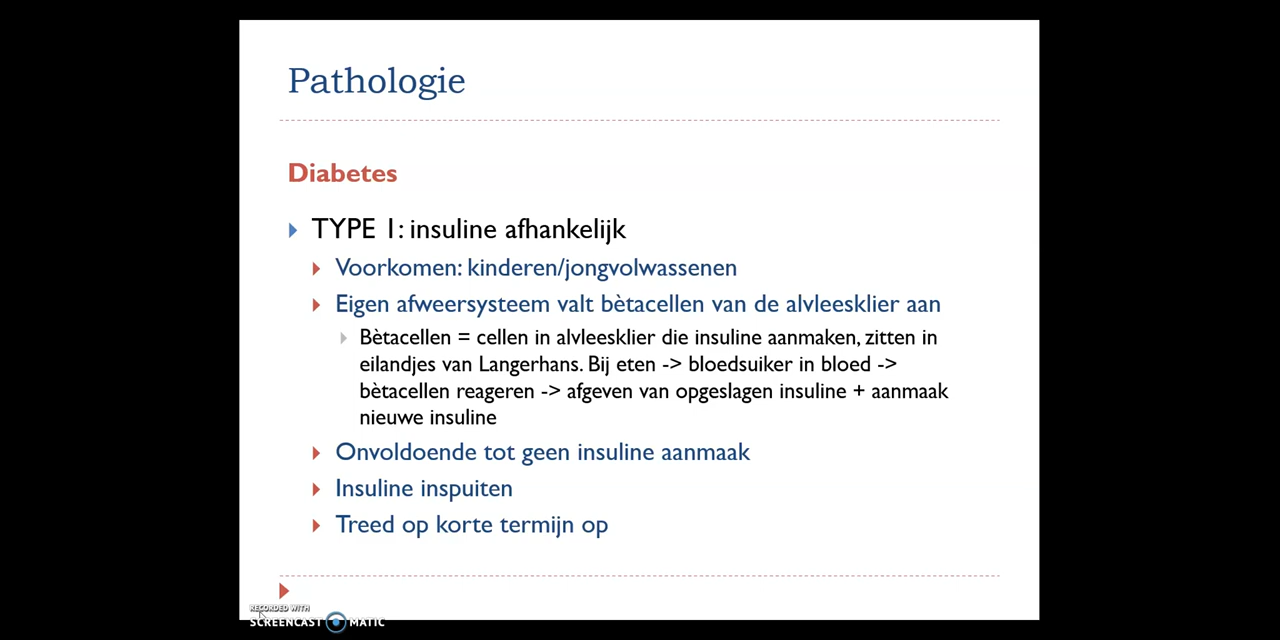 Pathologie
Diabetes
TYPE 1: insuline afhankelijk
Voorkomen: kinderen/jongvolwassenen
Eigen afweersysteem valt bètacellen van de alvleesklier aan
Bètacellen = cellen in alvleesklier die insuline aanmaken, zitten in
eilandjes van Langerhans. Bij eten -> bloedsuiker in bloed ->
bètacellen reageren -> afgeven van opgeslagen insuline + aanmaak
nieuwe insuline
Onvoldoende tot geen insuline aanmaak
Insuline inspuiten
Treed op korte termijn op
RECORDED WITH
SCREENCAST MATIC